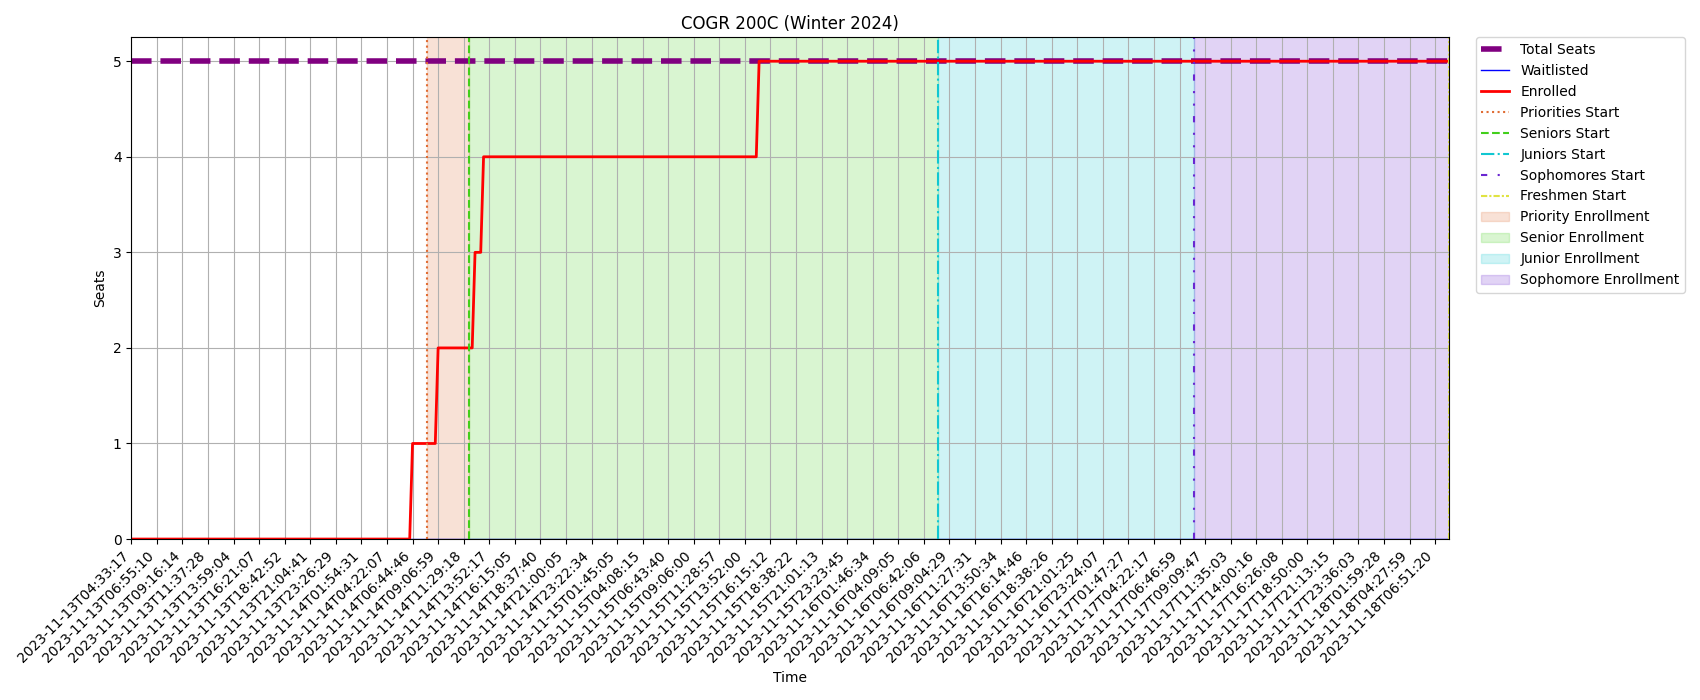 COGR 200C (Winter 2024)
Total Seats
Waitlisted
Enrolled
Priorities Start
Seniors Start
Juniors Start
Sophomores Start
Freshmen Start
Priority Enrollment
Senior Enrollment
Junior Enrollment
Sophomore Enrollment
Seats
5
4
3
2
1
0
2023-11-13T04:33:17
2023-11-13T06:55:10
2023-11-13T09:16:14
2023-11-13T11:37:28
2023-11-13T13:59:04
2023-11-13T16:21:07
2023-11-13T18:42:52
2023-11-13T21:04:41
2023-11-13T23:26:29
2023-11-14T01:54:31
2023-11-14T04:22:07
2023-11-14T06:44:46
2023-11-14T09:06:59
2023-11-14T11:29:18
2023-11-14T13:52:17
2023-11-14T16:15:05
2023-11-14T18:37:40
2023-11-14T21:00:05
2023-11-14T23:22:34
2023-11-15T01:45:05
2023-11-15T04:08:15
2023-11-15T06:43:40
2023-11-15T09:06:00
2023-11-15T11:28:57
2023-11-15T13:52:00
2023-11-15T16:15:12
2023-11-15T18:38:22
2023-11-15T21:01:13
2023-11-15T23:23:45
2023-11-16T01:46:34
2023-11-16T04:09:05
2023-11-16T06:42:06
2023-11-16T09:04:29
2023-11-16T11:27:31
2023-11-16T13:50:34
2023-11-16T16:14:46
2023-11-16T18:38:26
2023-11-16T21:01:25
2023-11-16T23:24:07
2023-11-17T01:47:27
2023-11-17T04:22:17
2023-11-17T06:46:59
2023-11-17T09:09:47
2023-11-17T11:35:03
2023-11-17T14:00:16
2023-11-17T16:26:08
2023-11-17T18:50:00
2023-11-17T21:13:15
2023-11-17T23:36:03
2023-11-18T01:59:28
2023-11-18T04:27:59
2023-11-18T06:51:20
Time